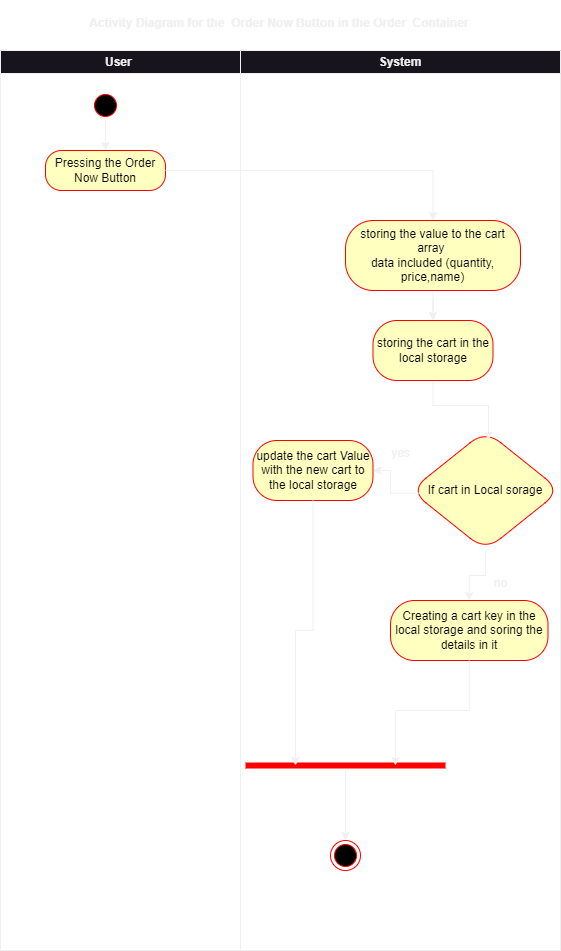 Activity Diagram for the Order Now Button in the Order Container
User
System
Pressing the Order
Now Button
storing the value to the cart
array
data included (quantity,
price,name)
storing the cart in the
local storage
update the cart Value
with the new cart to
the local storage
yes
If cart in Local sorage
no
Creating a cart key in the
local storage and soring the
details in it